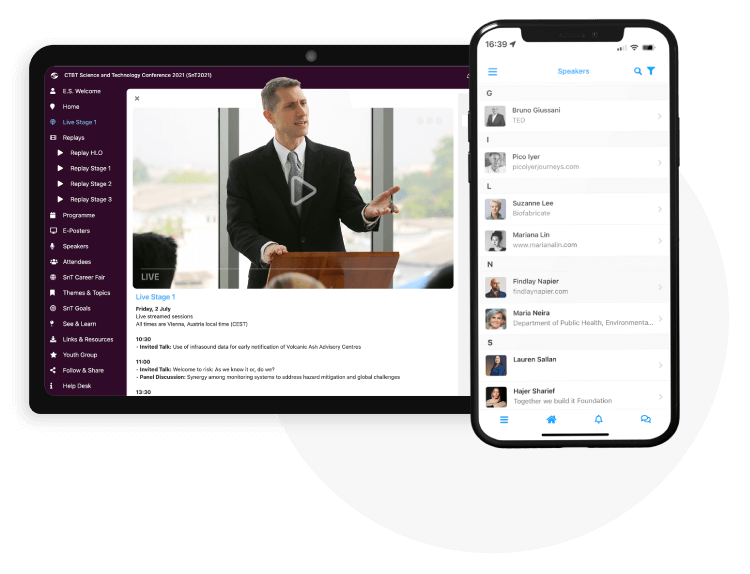 CTBT Science and Technology Conference 2021 (SnT2021)
E.S. Welcome
Home
Live Stage 1
Replays
Replay HLO
Replay Stage 1
Replay Stage 2
Replay Stage 3
Programme
E-Posters
Speakers
Attendees
SnT Career Fair
Themes & Topics
SnT Goals
See & Learn
Links & Resources
Youth Group
Follow & Share
Help Desk
LIVE
Live Stage 1
Friday, 2 July
Live streamed sessions
All times are Vienna, Austria local time (CEST)
10:30
- Invited Talk: Use of infrasound data for early notification of Volcanic Ash Advisory Centres
11:00
- Invited Talk: Welcome to risk: As we know it or, do we?
- Panel Discussion: Synergy among monitoring systems to address hazard mitigation and global challenges
13:30
16:39
Speakers
G
Bruno Giussani
TED
I
Pico Iyer
picoiyerjourneys.com
L
Suzanne Lee
Biofabricate
Mariana Lin
www.marianalin.com
N
Findlay Napier
findlaynapier.com
Maria Neira
Department of Public Health, Environmenta...
S
Lauren Sallan
Hajer Sharief
Together we build it Foundation